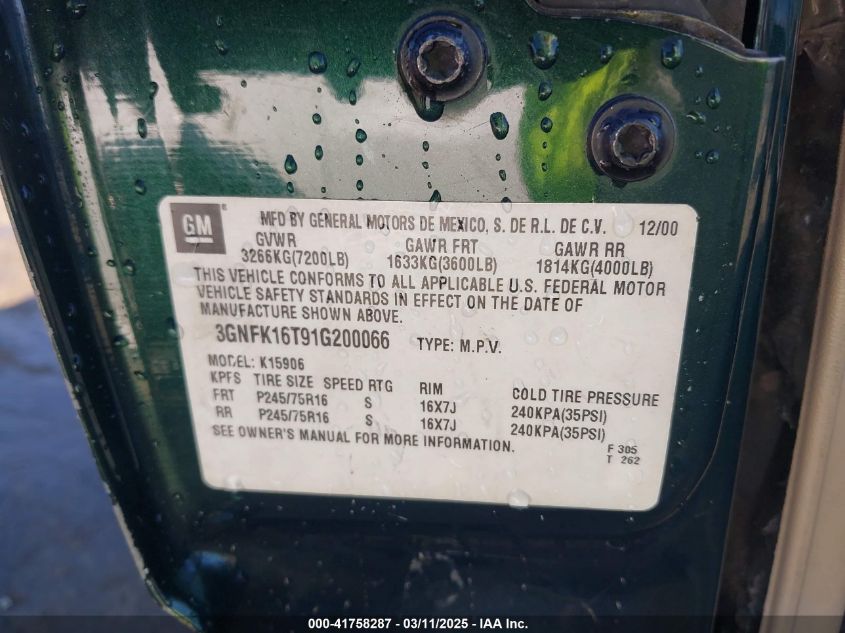 GM ® MFD BY GENERAL MOTORS DE MEXICO, S. DE R.L. DE C.V. 12/00
GVWR GAWR FRT GAWR RR
3266KG(7200LB) 1633KG(3600LB) 1814KG(4000LB)
THIS VEHICLE CONFORMS TO ALL APPLICABLE U.S. FEDERAL MOTOR
VEHICLE SAFETY STANDARDS IN EFFECT ON THE DATE OF
MANUFACTURE SHOWN ABOVE.
3GNFK16T91G200066 TYPE: M.P.V.
MODEL: K15906
KPFS TIRE SIZE SPEED RTG RIM COLD TIRE PRESSURE
FRT P245/75R16 S 16X7J 240KPA(35PSI)
RR P245/75R16 S 16X7J 240KPA(35PSI)
SEE OWNER'S MANUAL FOR MORE INFORMATION.
F 305
T 262
000-41758287 - 03/11/2025 - IAA Inc.